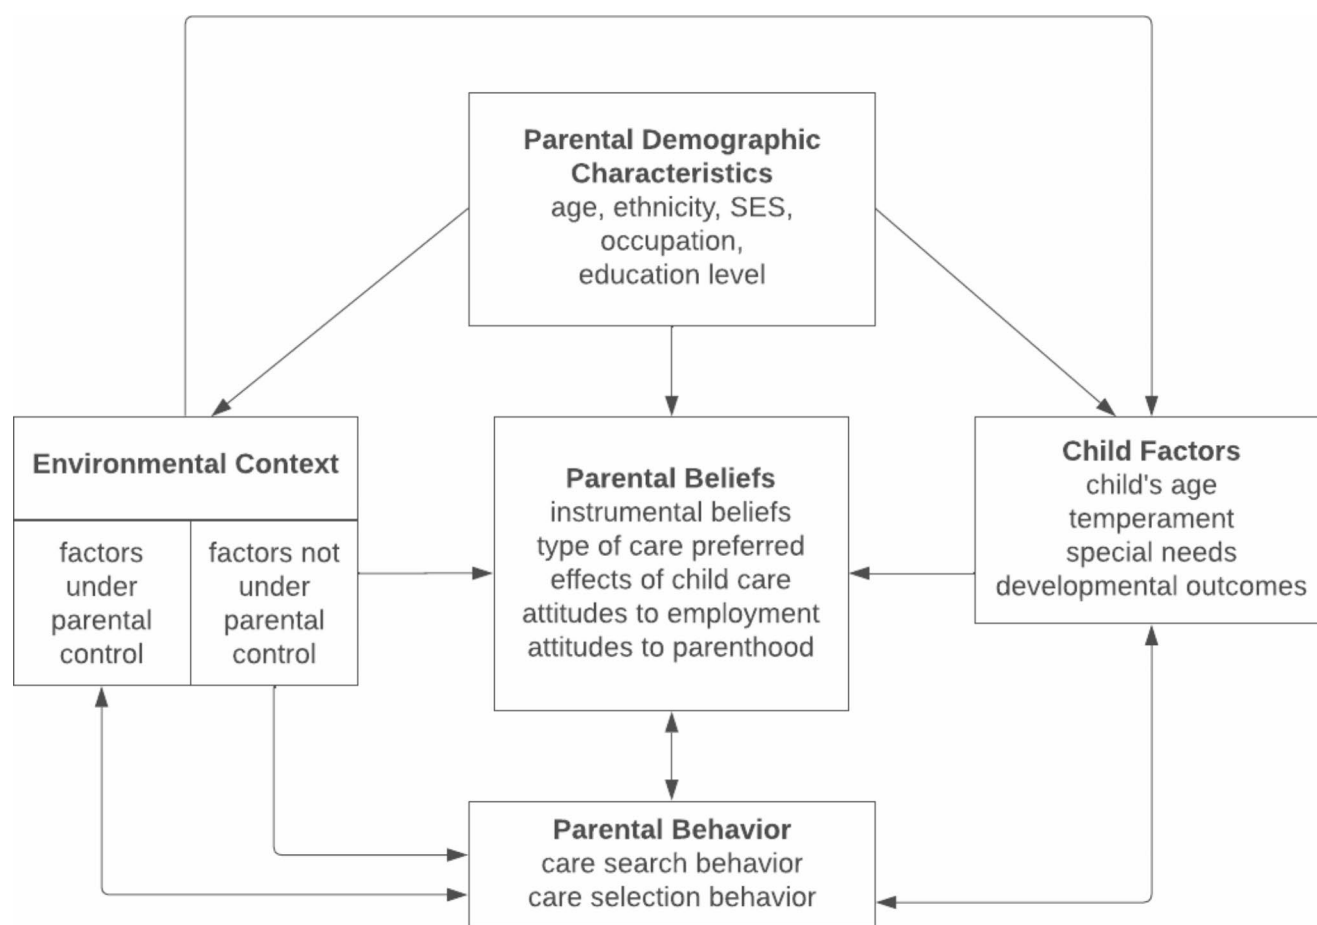 Parental Demographic
Characteristics
age, ethnicity, SES,
occupation,
education level
Environmental Context
factors
under
parental
control
factors not
under
parental
control
Parental Beliefs
instrumental beliefs
type of care preferred
effects of child care
attitudes to employment
attitudes to parenthood
Child Factors
child's age
temperament
special needs
developmental outcomes
Parental Behavior
care search behavior
care selection behavior